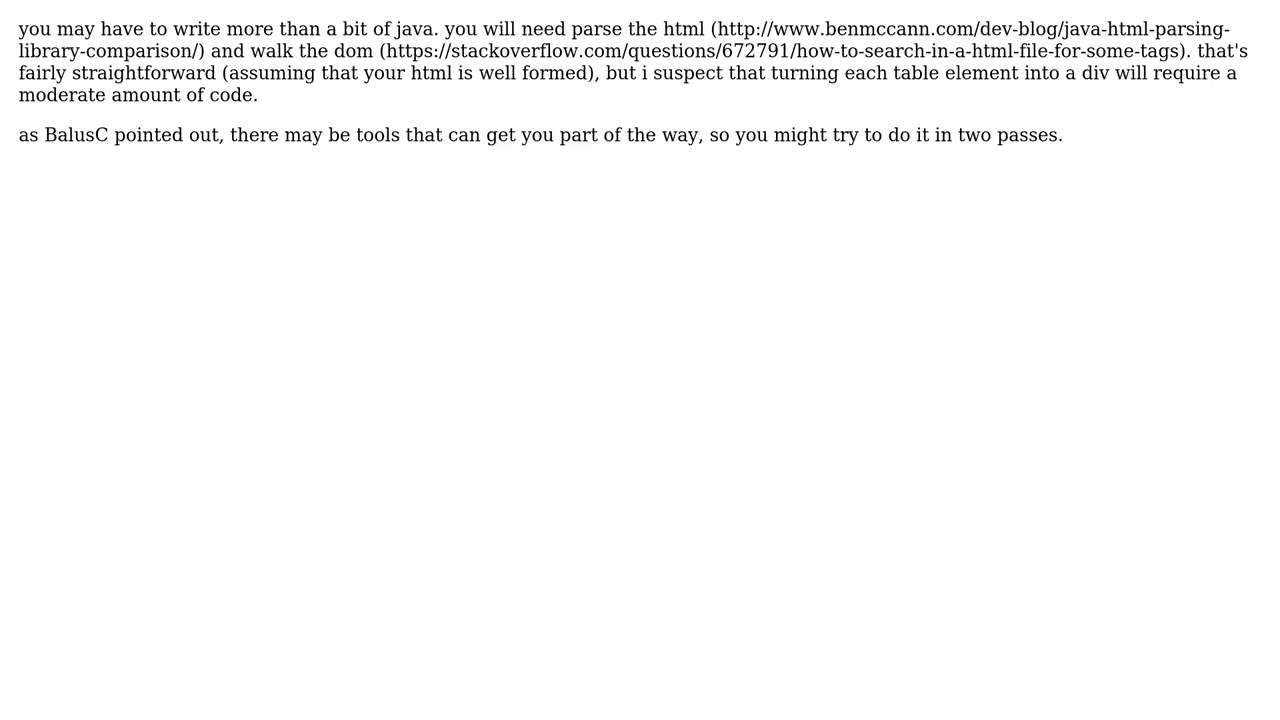 you may have to write more than a bit of java. you will need parse the html (http://www.benmccann.com/dev-blog/java-html-parsing-
library-comparison/) and walk the dom (https://stackoverflow.com/questions/672791/how-to-search-in-a-html-file-for-some-tags). that's
fairly straightforward (assuming that your html is well formed), but i suspect that turning each table element into a div will require a
moderate amount of code.
as BalusC pointed out, there may be tools that can get you part of the way, so you might try to do it in two passes.